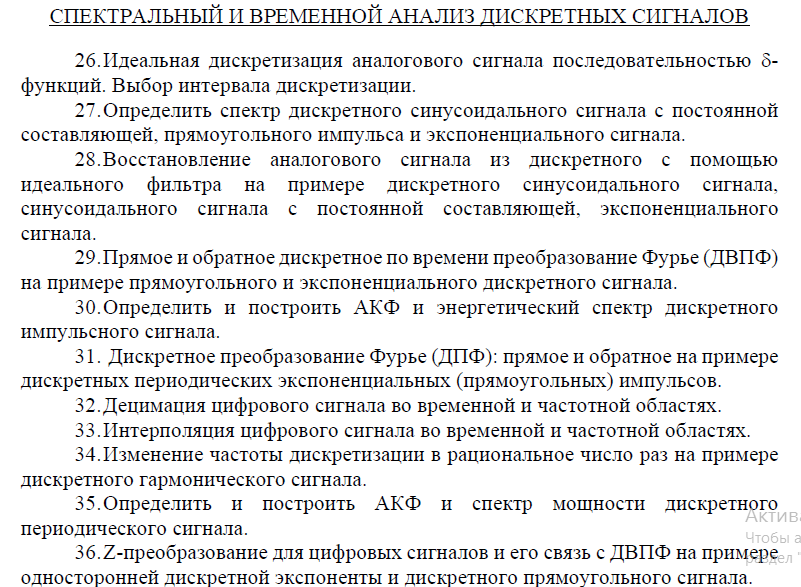 СПЕКТРАЛЬНЫЙ И ВРЕМЕННОЙ АНАЛИЗ ДИСКРЕТНЫХ СИГНАЛОВ
26.Идеальная дискретизация аналогового сигнала последовательностью δ-
функций. Выбор интервала дискретизации.
27.Определить спектр дискретного синусоидального сигнала с постоянной
составляющей, прямоугольного импульса и экспоненциального сигнала.
28.Восстановление аналогового сигнала из дискретного с помощью
идеального фильтра на примере дискретного синусоидального сигнала,
синусоидального сигнала с постоянной составляющей, экспоненциального
сигнала.
29.Прямое и обратное дискретное по времени преобразование Фурье (ДВПФ)
на примере прямоугольного и экспоненциального дискретного сигнала.
30.Определить и построить АКФ и энергетический спектр дискретного
импульсного сигнала.
31. Дискретное преобразование Фурье (ДПФ): прямое и обратное на примере
дискретных периодических экспоненциальных (прямоугольных) импульсов.
32.Децимация цифрового сигнала во временной и частотной областях.
33.Интерполяция цифрового сигнала во временной и частотной областях.
34.Изменение частоты дискретизации в рациональное число раз на примере
дискретного гармонического сигнала.
35.Определить и построить АКФ и спектр мощности дискретного
периодического сигнала.
36.Z-преобразование для цифровых сигналов и его связь с ДВПФ на примере
односторонней дискретной экспоненты и дискретного прямоугольного сигнала.
Актива
Чтобы а
раздел "